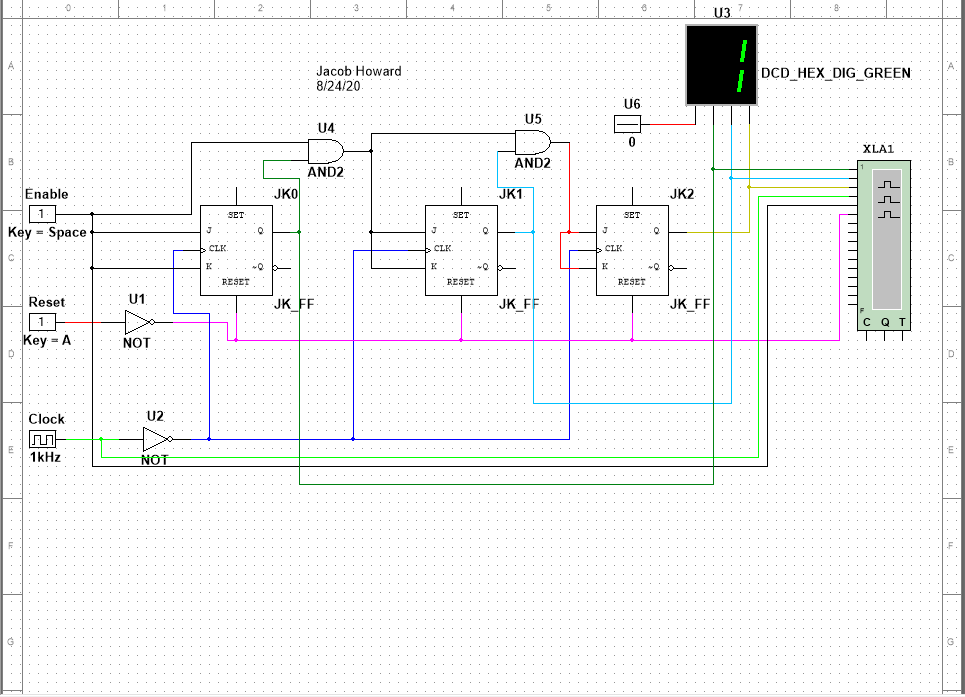 0 1 2 3 4 5 6 7 8
U3
A
Jacob Howard
8/24/20
DCD_HEX_DIG_GREEN
A
U6
0
U4
AND2
U5
AND2
B
B
XLA1
1
F
C Q T
Enable
1
Key = Space
JK0
SET
J Q
CLK
K ~Q
RESET
JK_FF
JK1
SET
J Q
CLK
K ~Q
RESET
JK_FF
JK2
SET
J Q
CLK
K ~Q
RESET
JK_FF
C
C
Reset
1
Key = A
U1
NOT
D
D
Clock
1kHz
U2
NOT
E
E
F
F
G
G